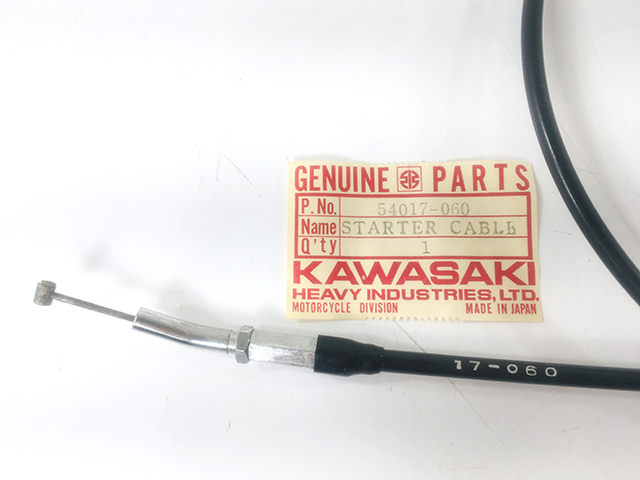 GENUINE PARTS
P.No. 54017-060
Name STARTER CABLE
Q'ty 1
KAWASAKI
HEAVY INDUSTRIES, LTD.
MOTORCYCLE DIVISION MADE IN JAPAN
17-060